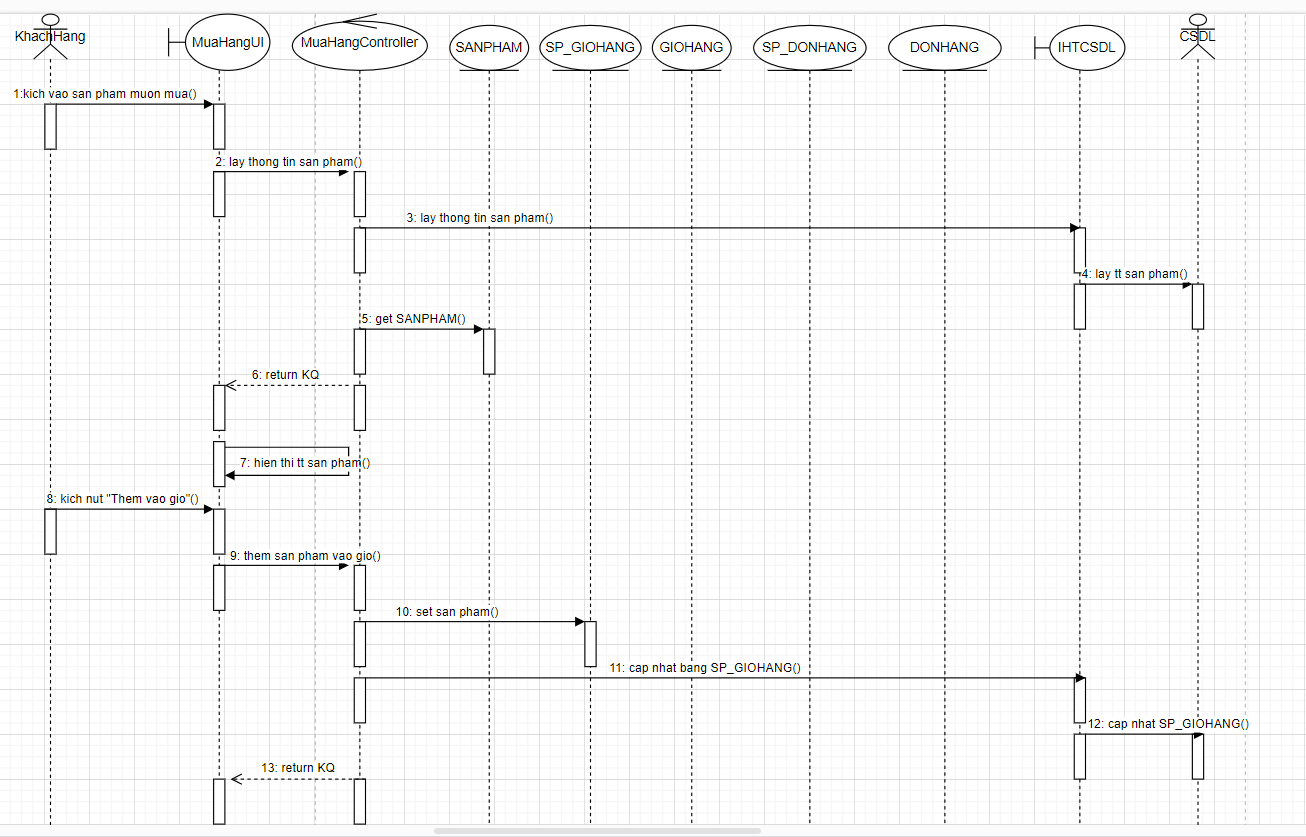 KhachHang
MuaHangUI
MuaHangController
SANPHAM
SP_GIOHANG
GIOHANG
SP_DONHANG
DONHANG
IHTCSDL
CSDL
1:kich vao san pham muon mua()
2: lay thong tin san pham()
3: lay thong tin san pham()
4: lay tt san pham()
5: get SANPHAM()
6: return KQ
7: hien thi tt san pham()
8: kich nut "Them vao gio"()
9: them san pham vao gio()
10: set san pham()
11: cap nhat bang SP_GIOHANG()
12: cap nhat SP_GIOHANG()
13: return KQ